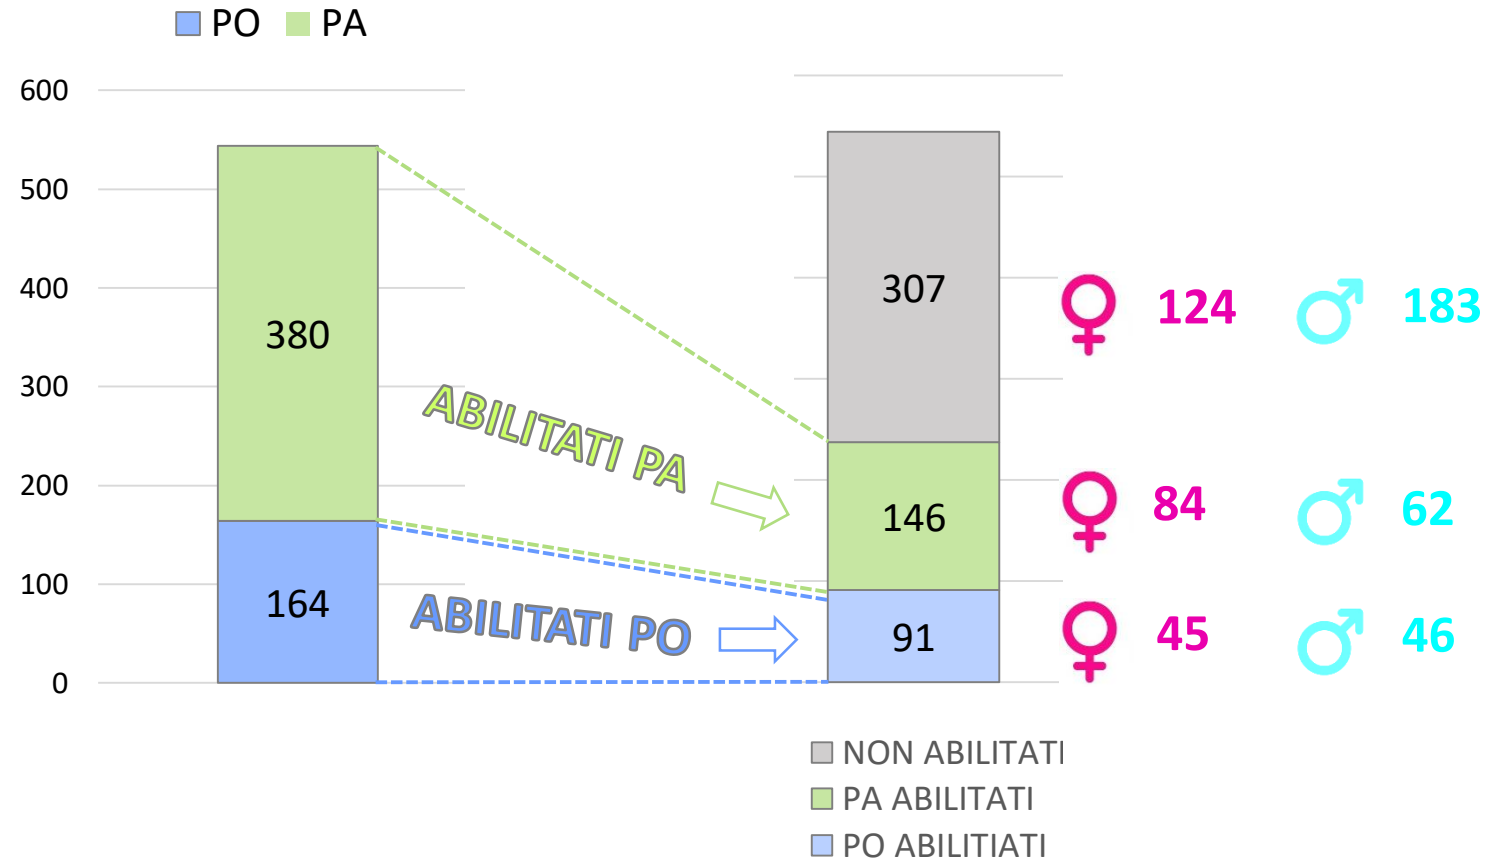 PO PA
600
500
400
300
200
100
0
380
164
ABILITATI PA
ABILITATI PO
307
146
91
124 183
84 62
45 46
NON ABILITATI
PA ABILITATI
PO ABILITIATI